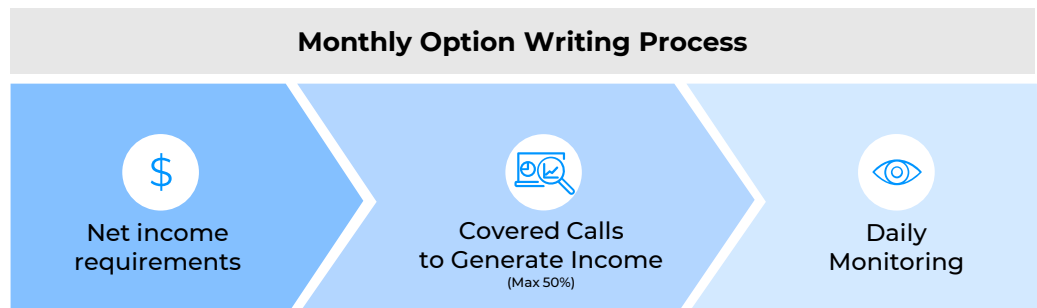 Monthly Option Writing Process
$
Net income
requirements
Covered Calls
to Generate Income
(Max 50%)
Daily
Monitoring